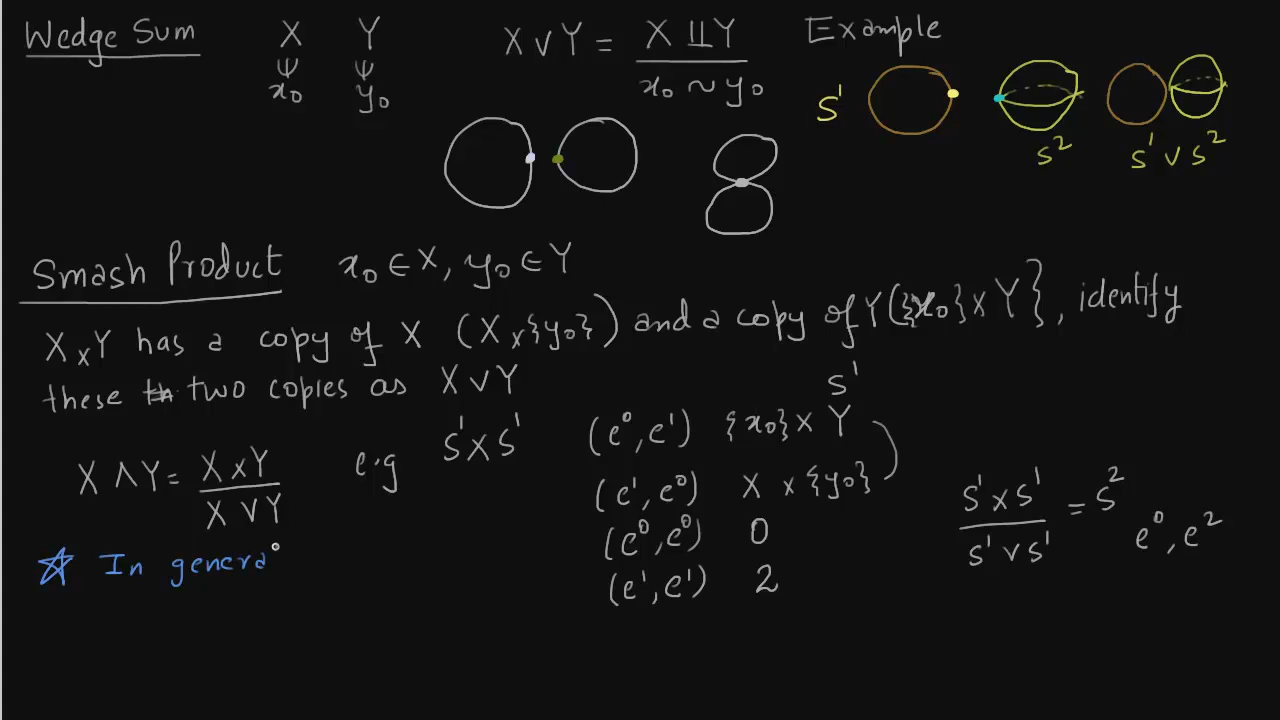 Wedge Sum X Y X ∨ Y = X ⨿ Y / x₀ ~ y₀ Example
Ψ Ψ
x₀ y₀
S¹ S² S¹ ∨ S²
Smash Product x₀ ∈ X, y₀ ∈ Y
X × Y has a copy of X (X × {y₀}) and a copy of Y ({x₀} × Y}, identify
these two copies as X ∨ Y
S¹
X ∧ Y = X × Y / X ∨ Y e.g S¹ × S¹ (e⁰, e¹) {x₀} × Y
(e¹, e⁰) X × {y₀}
(e⁰, e⁰) 0
(e¹, e¹) 2
S¹ × S¹ / S¹ ∨ S¹ = S² e⁰, e²
☆ In genera